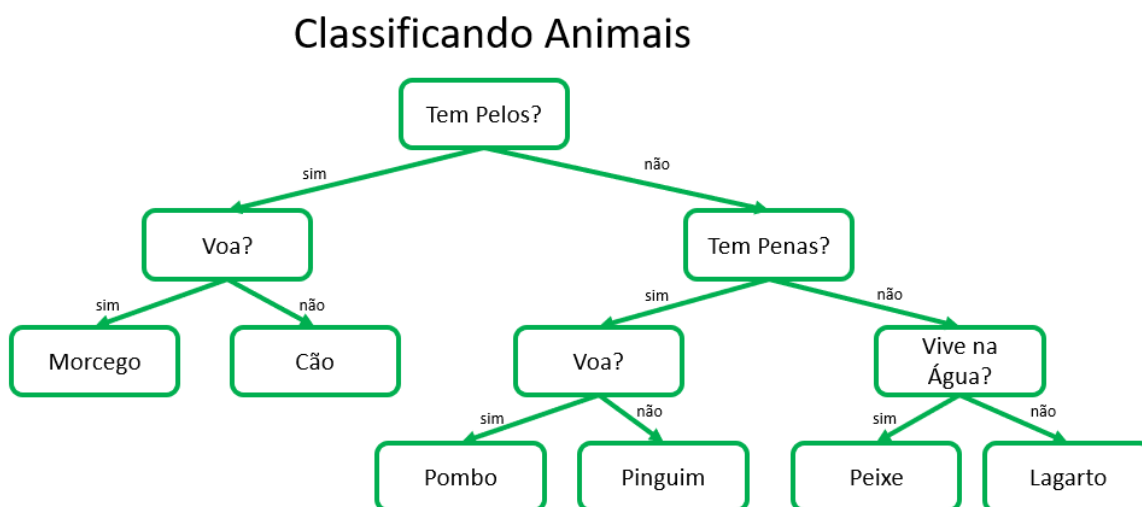 Classificando Animais
Tem Pelos?
sim
não
Voa?
Tem Penas?
sim
não
sim
não
Morcego
Cão
Voa?
Vive na
Água?
sim
não
sim
não
Pombo
Pinguim
Peixe
Lagarto